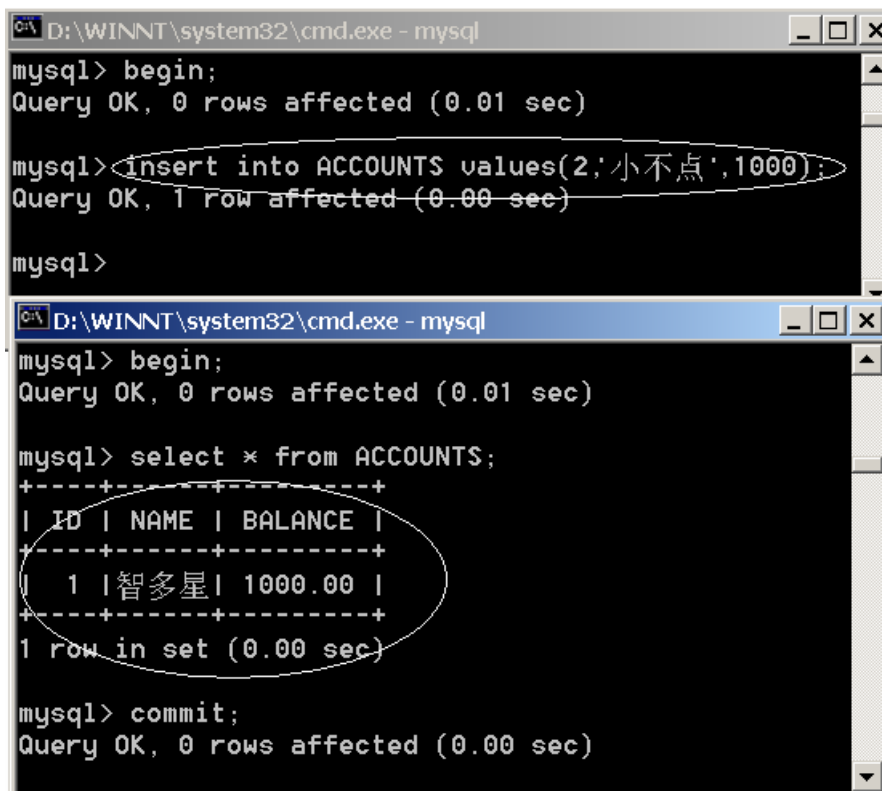 D:\WINNT\system32\cmd.exe - mysql
mysql> begin;
Query OK, 0 rows affected (0.01 sec)
mysql> insert into ACCOUNTS values(2,'小不点',1000);
Query OK, 1 row affected (0.00 sec)
mysql>
D:\WINNT\system32\cmd.exe - mysql
mysql> begin;
Query OK, 0 rows affected (0.01 sec)
mysql> select * from ACCOUNTS;
+----+------+---------+
| ID | NAME | BALANCE |
+----+------+---------+
| 1 |智多星| 1000.00 |
+----+------+---------+
1 row in set (0.00 sec)
mysql> commit;
Query OK, 0 rows affected (0.00 sec)